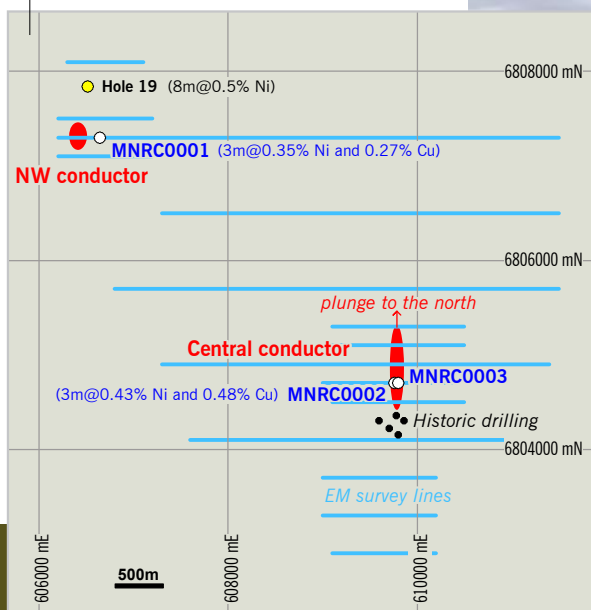 6808000 mN
Hole 19 (8m@0.5% Ni)
MNRC0001 (3m@0.35% Ni and 0.27% Cu)
NW conductor
6806000 mN
plunge to the north
Central conductor
MNRC0003
(3m@0.43% Ni and 0.48% Cu) MNRC0002
Historic drilling
6804000 mN
EM survey lines
500m
606000 mE
608000 mE
610000 mE